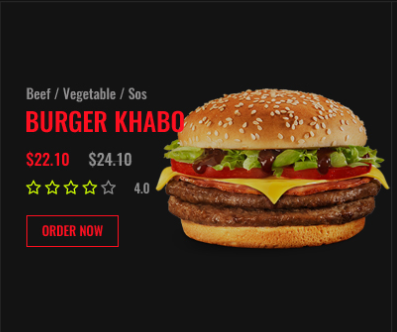 Beef / Vegetable / Sos
BURGER KHABO
$22.10 $24.10
4.0
ORDER NOW